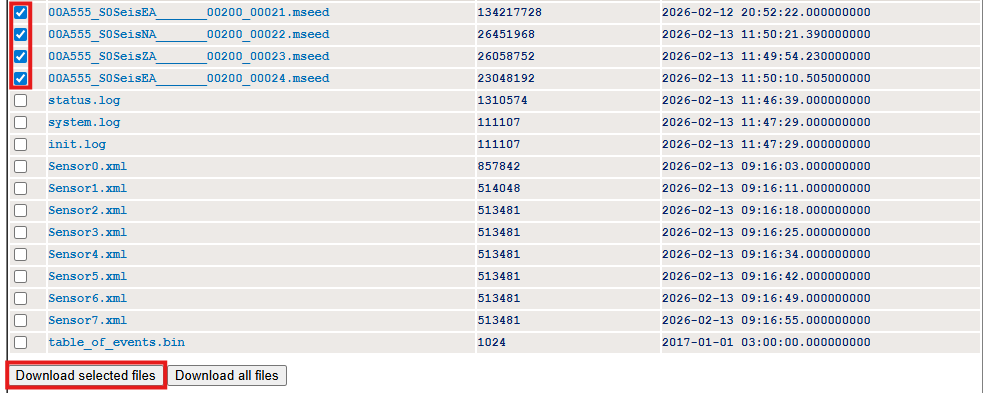 00A555_S0SeisEA_______00200_00021.mseed 134217728 2026-02-12 20:52:22.000000000
00A555_S0SeisNA_______00200_00022.mseed 26451968 2026-02-13 11:50:21.390000000
00A555_S0SeisZA_______00200_00023.mseed 26058752 2026-02-13 11:49:54.230000000
00A555_S0SeisEA_______00200_00024.mseed 23048192 2026-02-13 11:50:10.505000000
status.log 1310574 2026-02-13 11:46:39.000000000
system.log 111107 2026-02-13 11:47:29.000000000
init.log 111107 2026-02-13 11:47:29.000000000
Sensor0.xml 857842 2026-02-13 09:16:03.000000000
Sensor1.xml 514048 2026-02-13 09:16:11.000000000
Sensor2.xml 513481 2026-02-13 09:16:18.000000000
Sensor3.xml 513481 2026-02-13 09:16:25.000000000
Sensor4.xml 513481 2026-02-13 09:16:34.000000000
Sensor5.xml 513481 2026-02-13 09:16:42.000000000
Sensor6.xml 513481 2026-02-13 09:16:49.000000000
Sensor7.xml 513481 2026-02-13 09:16:55.000000000
table_of_events.bin 1024 2017-01-01 03:00:00.000000000
Download selected files Download all files